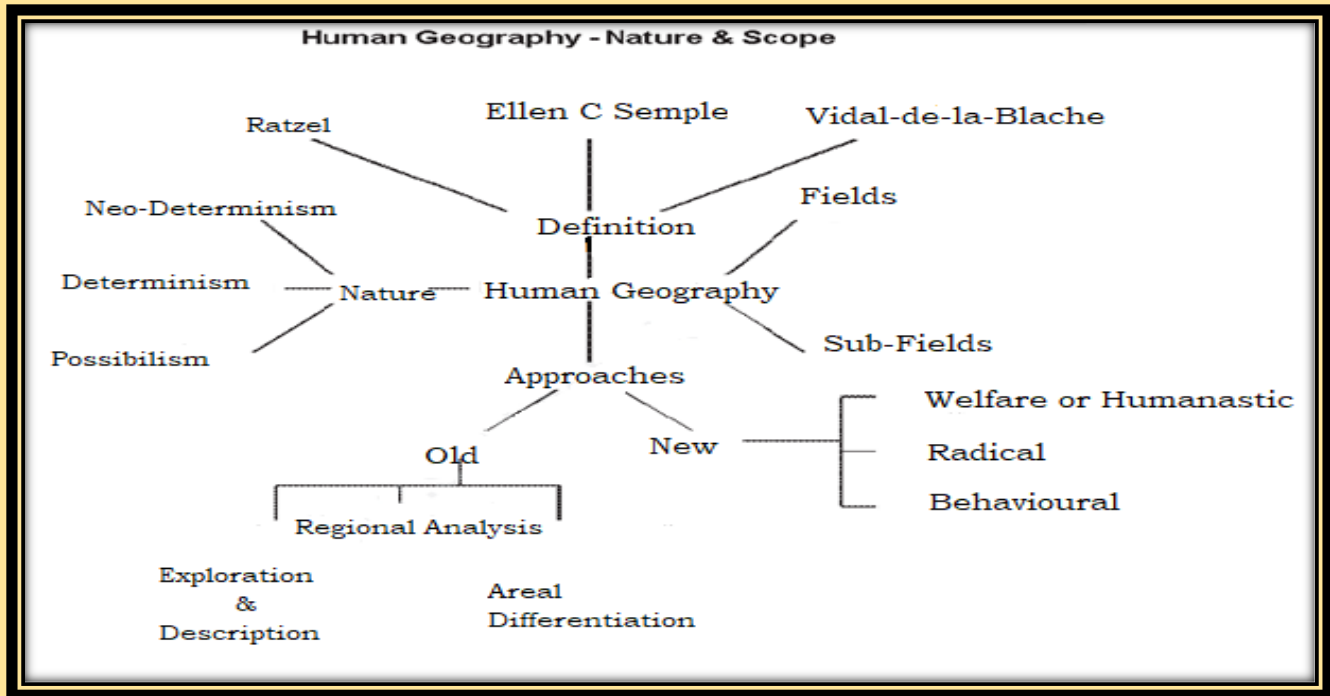 Human Geography - Nature & Scope
Ellen C Semple
Vidal-de-la-Blache
Ratzel
Fields
Neo-Determinism
Definition
Determinism
Nature
Human Geography
Sub-Fields
Possibilism
Approaches
Welfare or Humanastic
New
Old
Radical
Behavioural
Regional Analysis
Exploration
&
Description
Areal
Differentiation